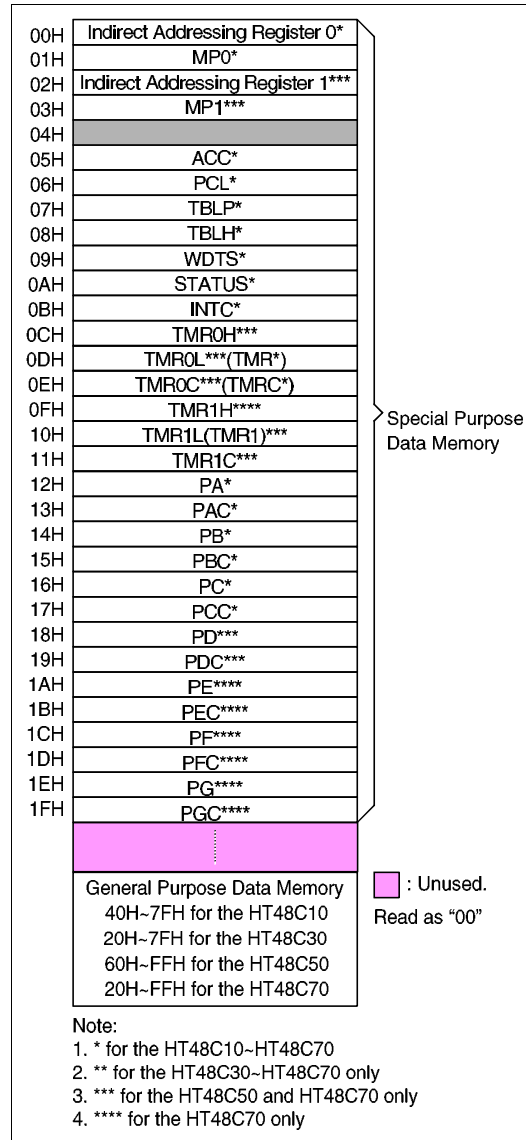 00H Indirect Addressing Register 0*
01H MP0*
02H Indirect Addressing Register 1***
03H MP1***
04H
05H ACC*
06H PCL*
07H TBLP*
08H TBLH*
09H WDTS*
0AH STATUS*
0BH INTC*
0CH TMR0H***
0DH TMR0L***(TMR*)
0EH TMR0C***(TMRC*)
0FH TMR1H****
10H TMR1L(TMR1)***
11H TMR1C***
12H PA*
13H PAC*
14H PB*
15H PBC*
16H PC*
17H PCC*
18H PD***
19H PDC***
1AH PE****
1BH PEC****
1CH PF****
1DH PFC****
1EH PG****
1FH PGC****
Special Purpose
Data Memory
General Purpose Data Memory
40H~7FH for the HT48C10
20H~7FH for the HT48C30
60H~FFH for the HT48C50
20H~FFH for the HT48C70
: Unused.
Read as “00”
Note:
1. * for the HT48C10~HT48C70
2. ** for the HT48C30~HT48C70 only
3. *** for the HT48C50 and HT48C70 only
4. **** for the HT48C70 only